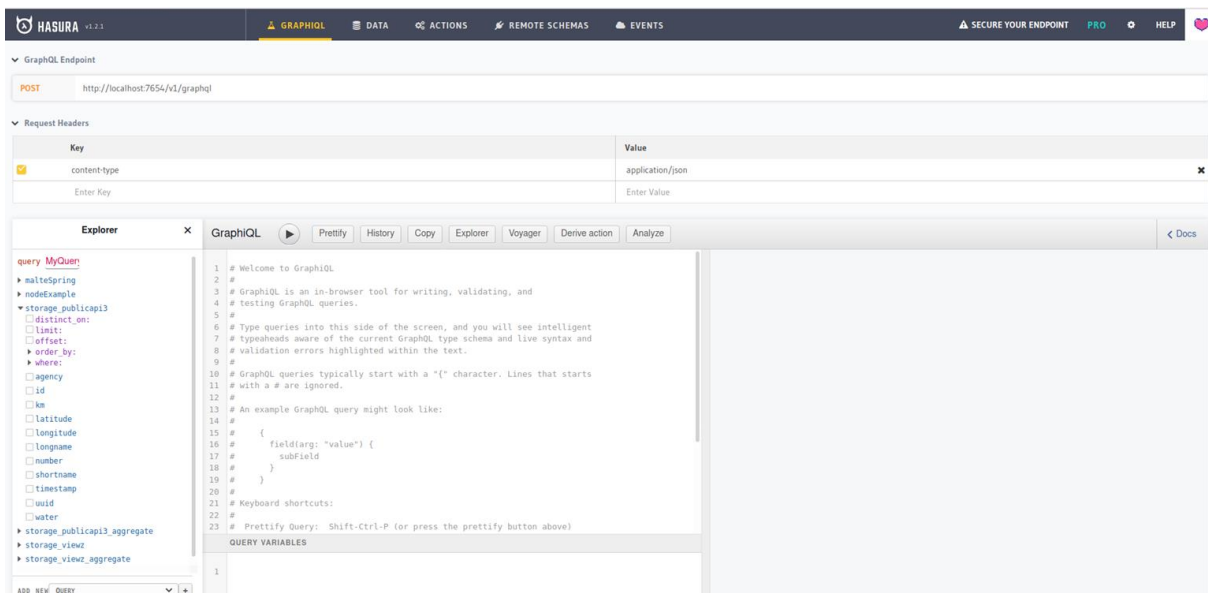 HASURA v1.2.1 GRAPHIQL DATA ACTIONS REMOTE SCHEMAS EVENTS SECURE YOUR ENDPOINT PRO HELP
GraphQL Endpoint
POST http://localhost:7654/v1/graphql
Request Headers
Key Value
content-type application/json
Enter Key Enter Value
Explorer
query MyQuery
malteSpring
nodeExample
storage_publicapi3
distinct_on:
limit:
offset:
order_by:
where:
agency
id
km
latitude
longitude
longname
number
shortname
timestamp
uuid
water
storage_publicapi3_aggregate
storage_viewz
storage_viewz_aggregate
ADD NEW QUERY +
GraphiQL Prettify History Copy Explorer Voyager Derive action Analyze < Docs
1 # Welcome to GraphiQL
2 #
3 # GraphiQL is an in-browser tool for writing, validating, and
4 # testing GraphQL queries.
5 #
6 # Type queries into this side of the screen, and you will see intelligent
7 # typeaheads aware of the current GraphQL type schema and live syntax and
8 # validation errors highlighted within the text.
9 #
10 # GraphQL queries typically start with a "{" character. Lines that starts
11 # with a # are ignored.
12 #
13 # An example GraphQL query might look like:
14 #
15 # {
16 # field(arg: "value") {
17 # subField
18 # }
19 # }
20 #
21 # Keyboard shortcuts:
22 #
23 # Prettify Query: Shift-Ctrl-P (or press the prettify button above)
QUERY VARIABLES
1